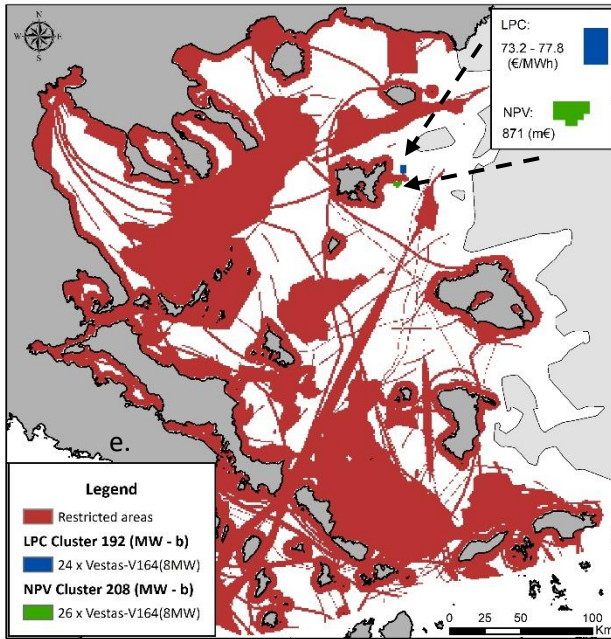 N
W E
S
LPC:
73.2 - 77.8
(€/MWh)
NPV:
871 (m€)
e.
Legend
Restricted areas
LPC Cluster 192 (MW - b)
24 x Vestas-V164(8MW)
NPV Cluster 208 (MW - b)
26 x Vestas-V164(8MW)
0 25 50 100
Km